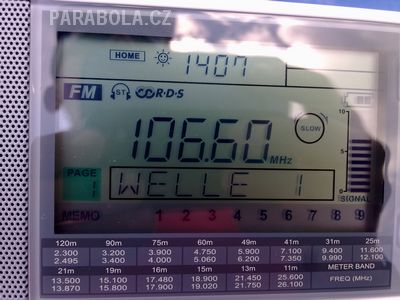 PARABOLA.CZ
HOME 1407
FM ST R·D·S
106.60 MHz SLOW
PAGE 1 WELLE 1
10 5 0 SIGNAL
MEMO 1 2 3 4 5 6 7 8 9
120m 90m 75m 60m 49m 41m 31m 25m
2.300 3.200 3.900 4.750 5.900 7.100 9.400 11.600
2.495 3.400 4.000 5.060 6.200 7.350 9.990 12.100
21m 19m 16m 15m 13m 11m METER BAND
13.500 15.100 17.480 18.900 21.450 25.600 FREQ (MHz)
13.870 15.800 17.900 19.020 21.750 26.100